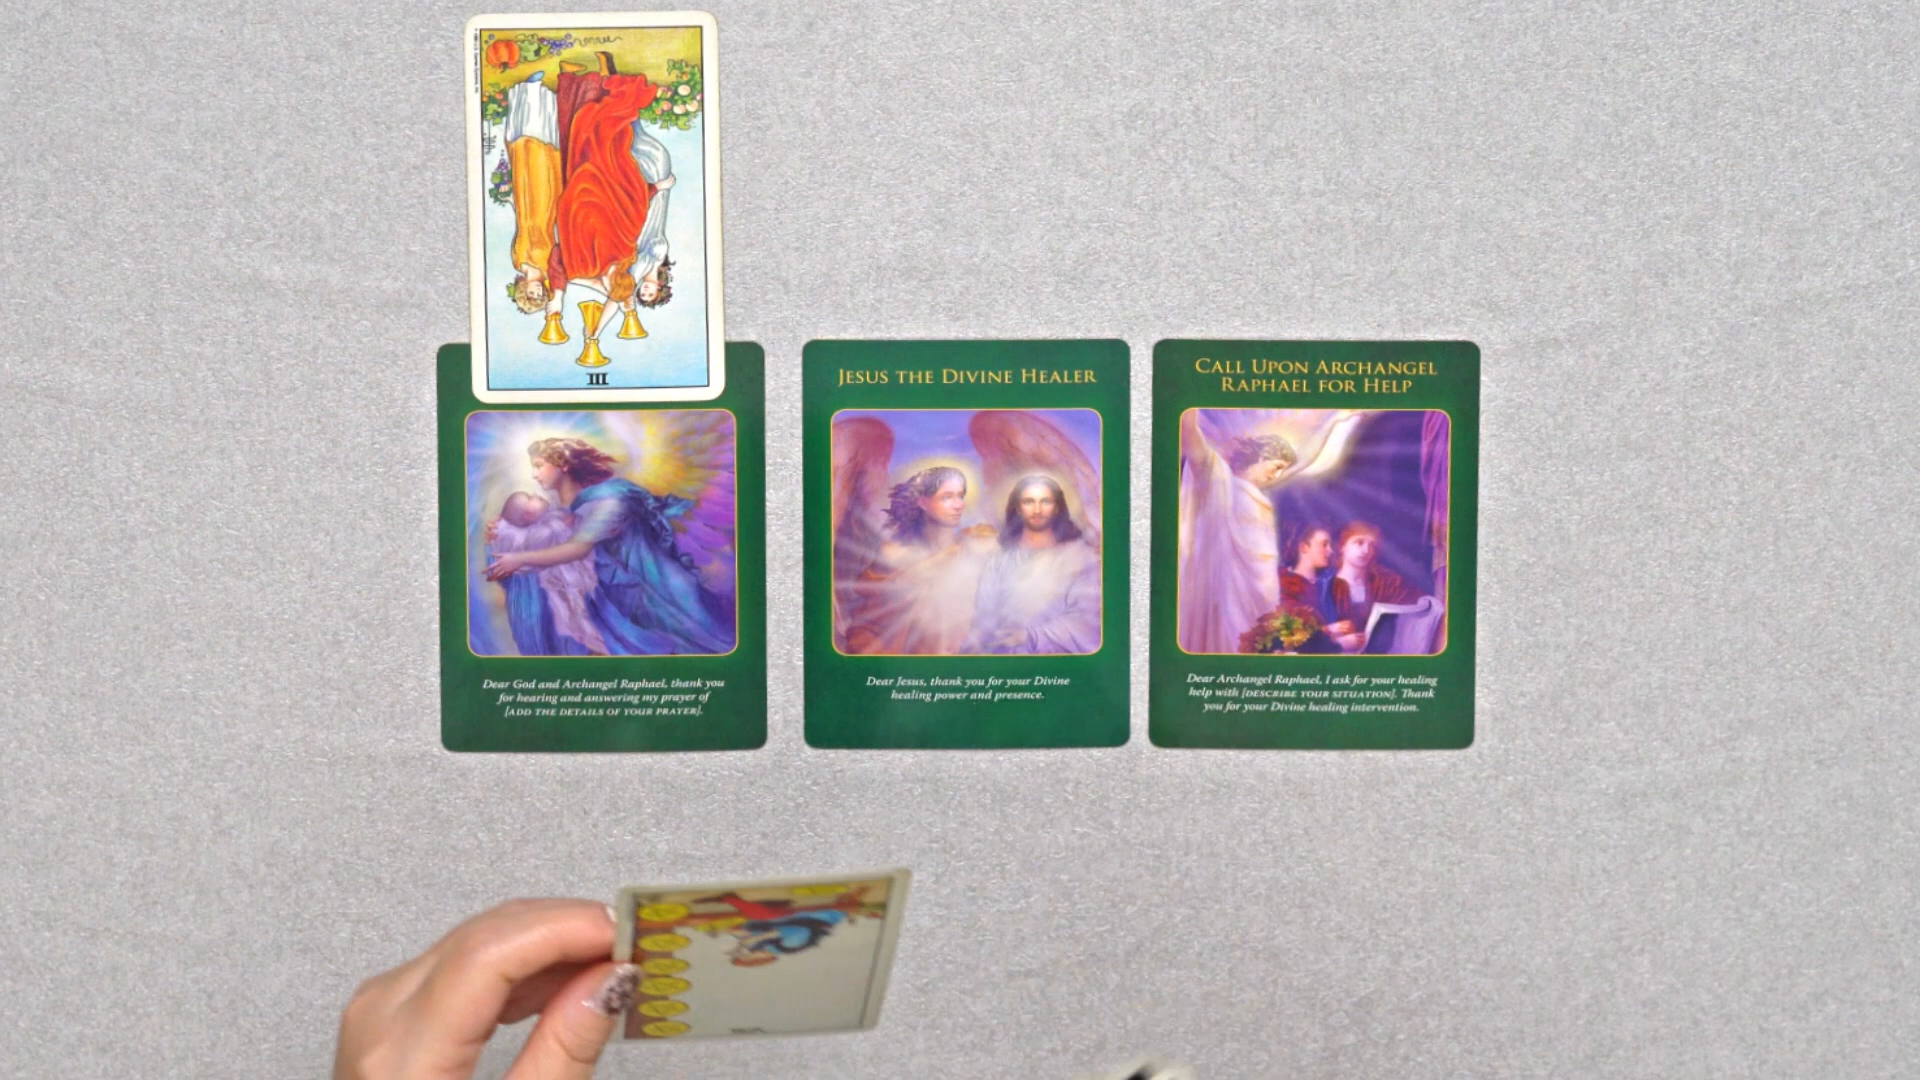 III
JESUS THE DIVINE HEALER
CALL UPON ARCHANGEL
RAPHAEL FOR HELP
Dear God and Archangel Raphael, thank you
for hearing and answering my prayer of
[ADD THE DETAILS OF YOUR PRAYER].
Dear Jesus, thank you for your Divine
healing power and presence.
Dear Archangel Raphael, I ask for your healing
help with [DESCRIBE YOUR SITUATION]. Thank
you for your Divine healing intervention.